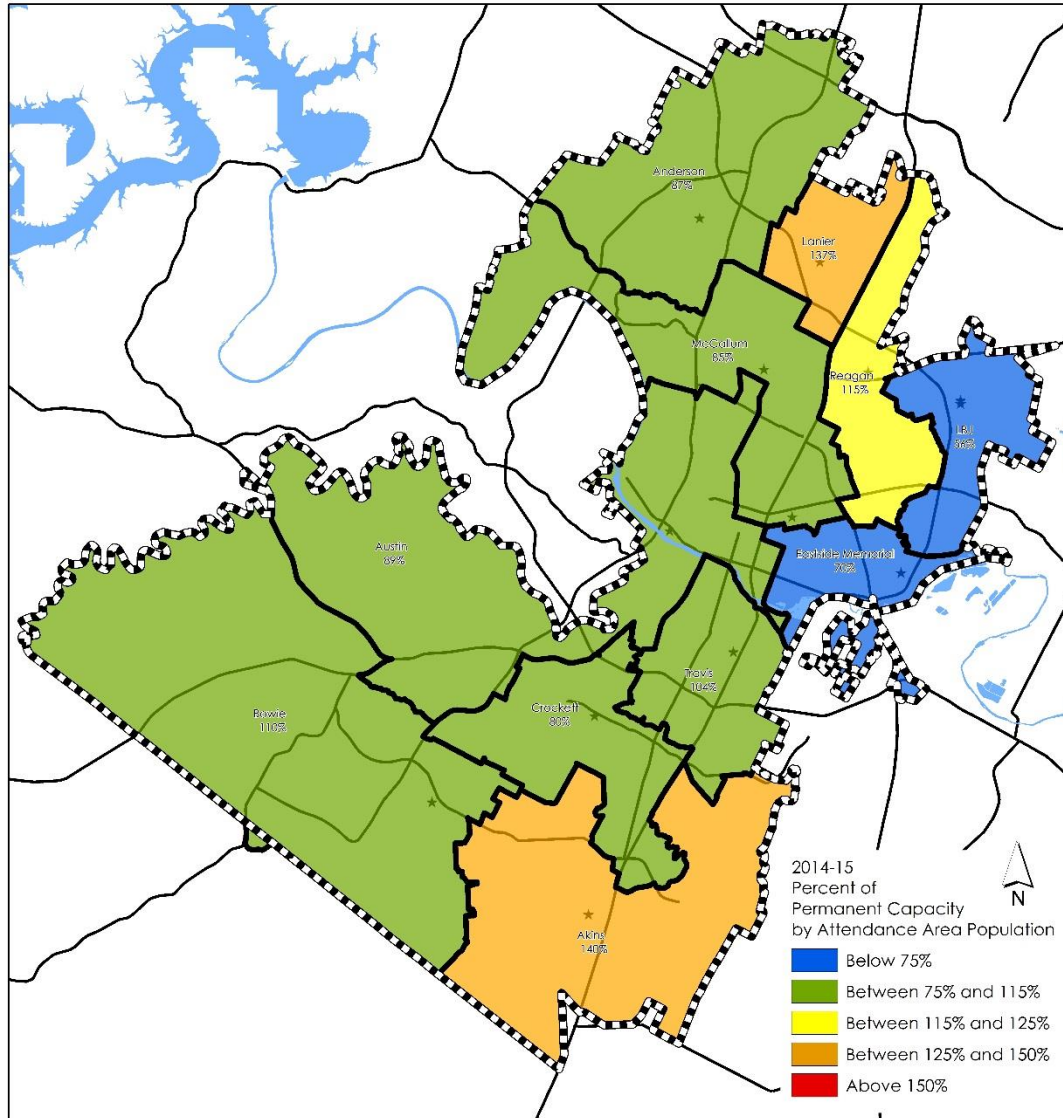 Anderson
87%
Lanier
137%
McCallum
85%
Reagan
115%
LBJ
56%
Eastside Memorial
70%
Austin
89%
Travis
104%
Bowie
110%
Crockett
80%
Akins
140%
2014-15
Percent of
Permanent Capacity
by Attendance Area Population
N
Below 75%
Between 75% and 115%
Between 115% and 125%
Between 125% and 150%
Above 150%